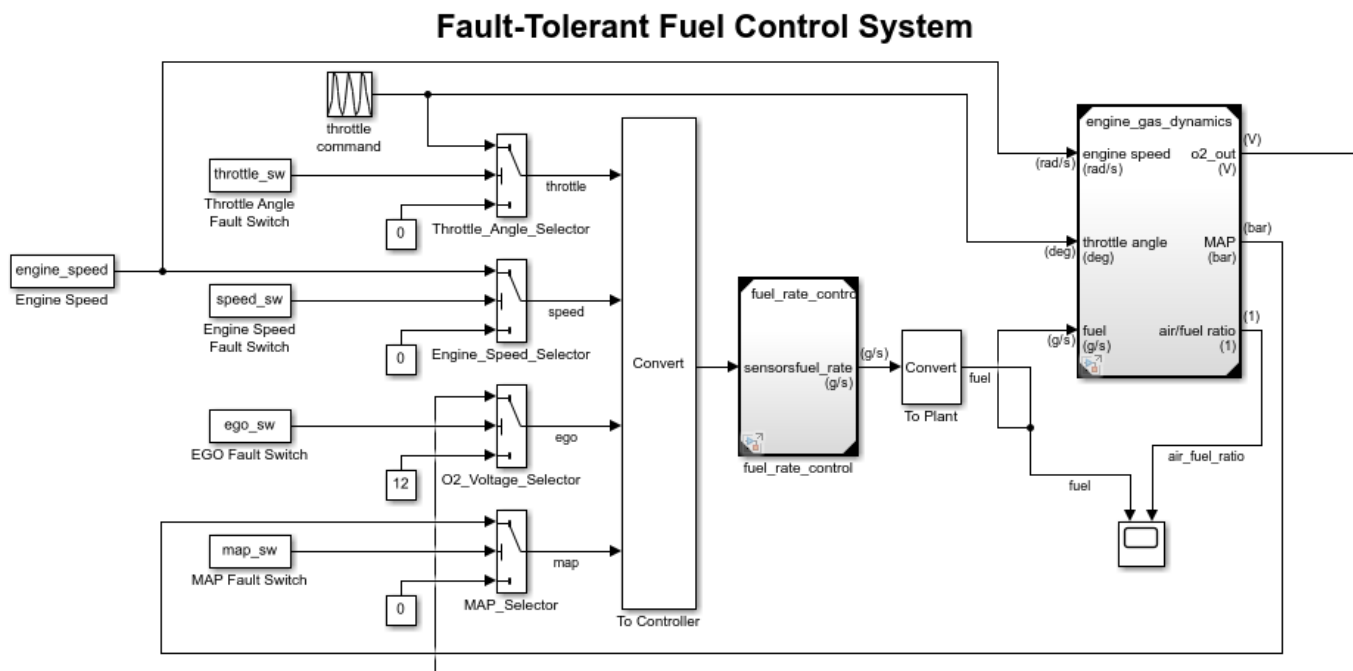 Fault-Tolerant Fuel Control System
throttle
command
throttle_sw
Throttle Angle
Fault Switch
0
Throttle_Angle_Selector
throttle
engine_speed
Engine Speed
speed_sw
Engine Speed
Fault Switch
0
Engine_Speed_Selector
speed
ego_sw
EGO Fault Switch
12
O2_Voltage_Selector
ego
map_sw
MAP Fault Switch
0
MAP_Selector
map
Convert
To Controller
fuel_rate_contro
sensors
fuel_rate
(g/s)
fuel_rate_control
(g/s)
Convert
To Plant
fuel
fuel
engine_gas_dynamics
(rad/s)
engine speed
(rad/s)
(deg)
throttle angle
(deg)
(g/s)
fuel
(g/s)
o2_out
(V)
(V)
MAP
(bar)
(bar)
air/fuel ratio
(1)
(1)
air_fuel_ratio